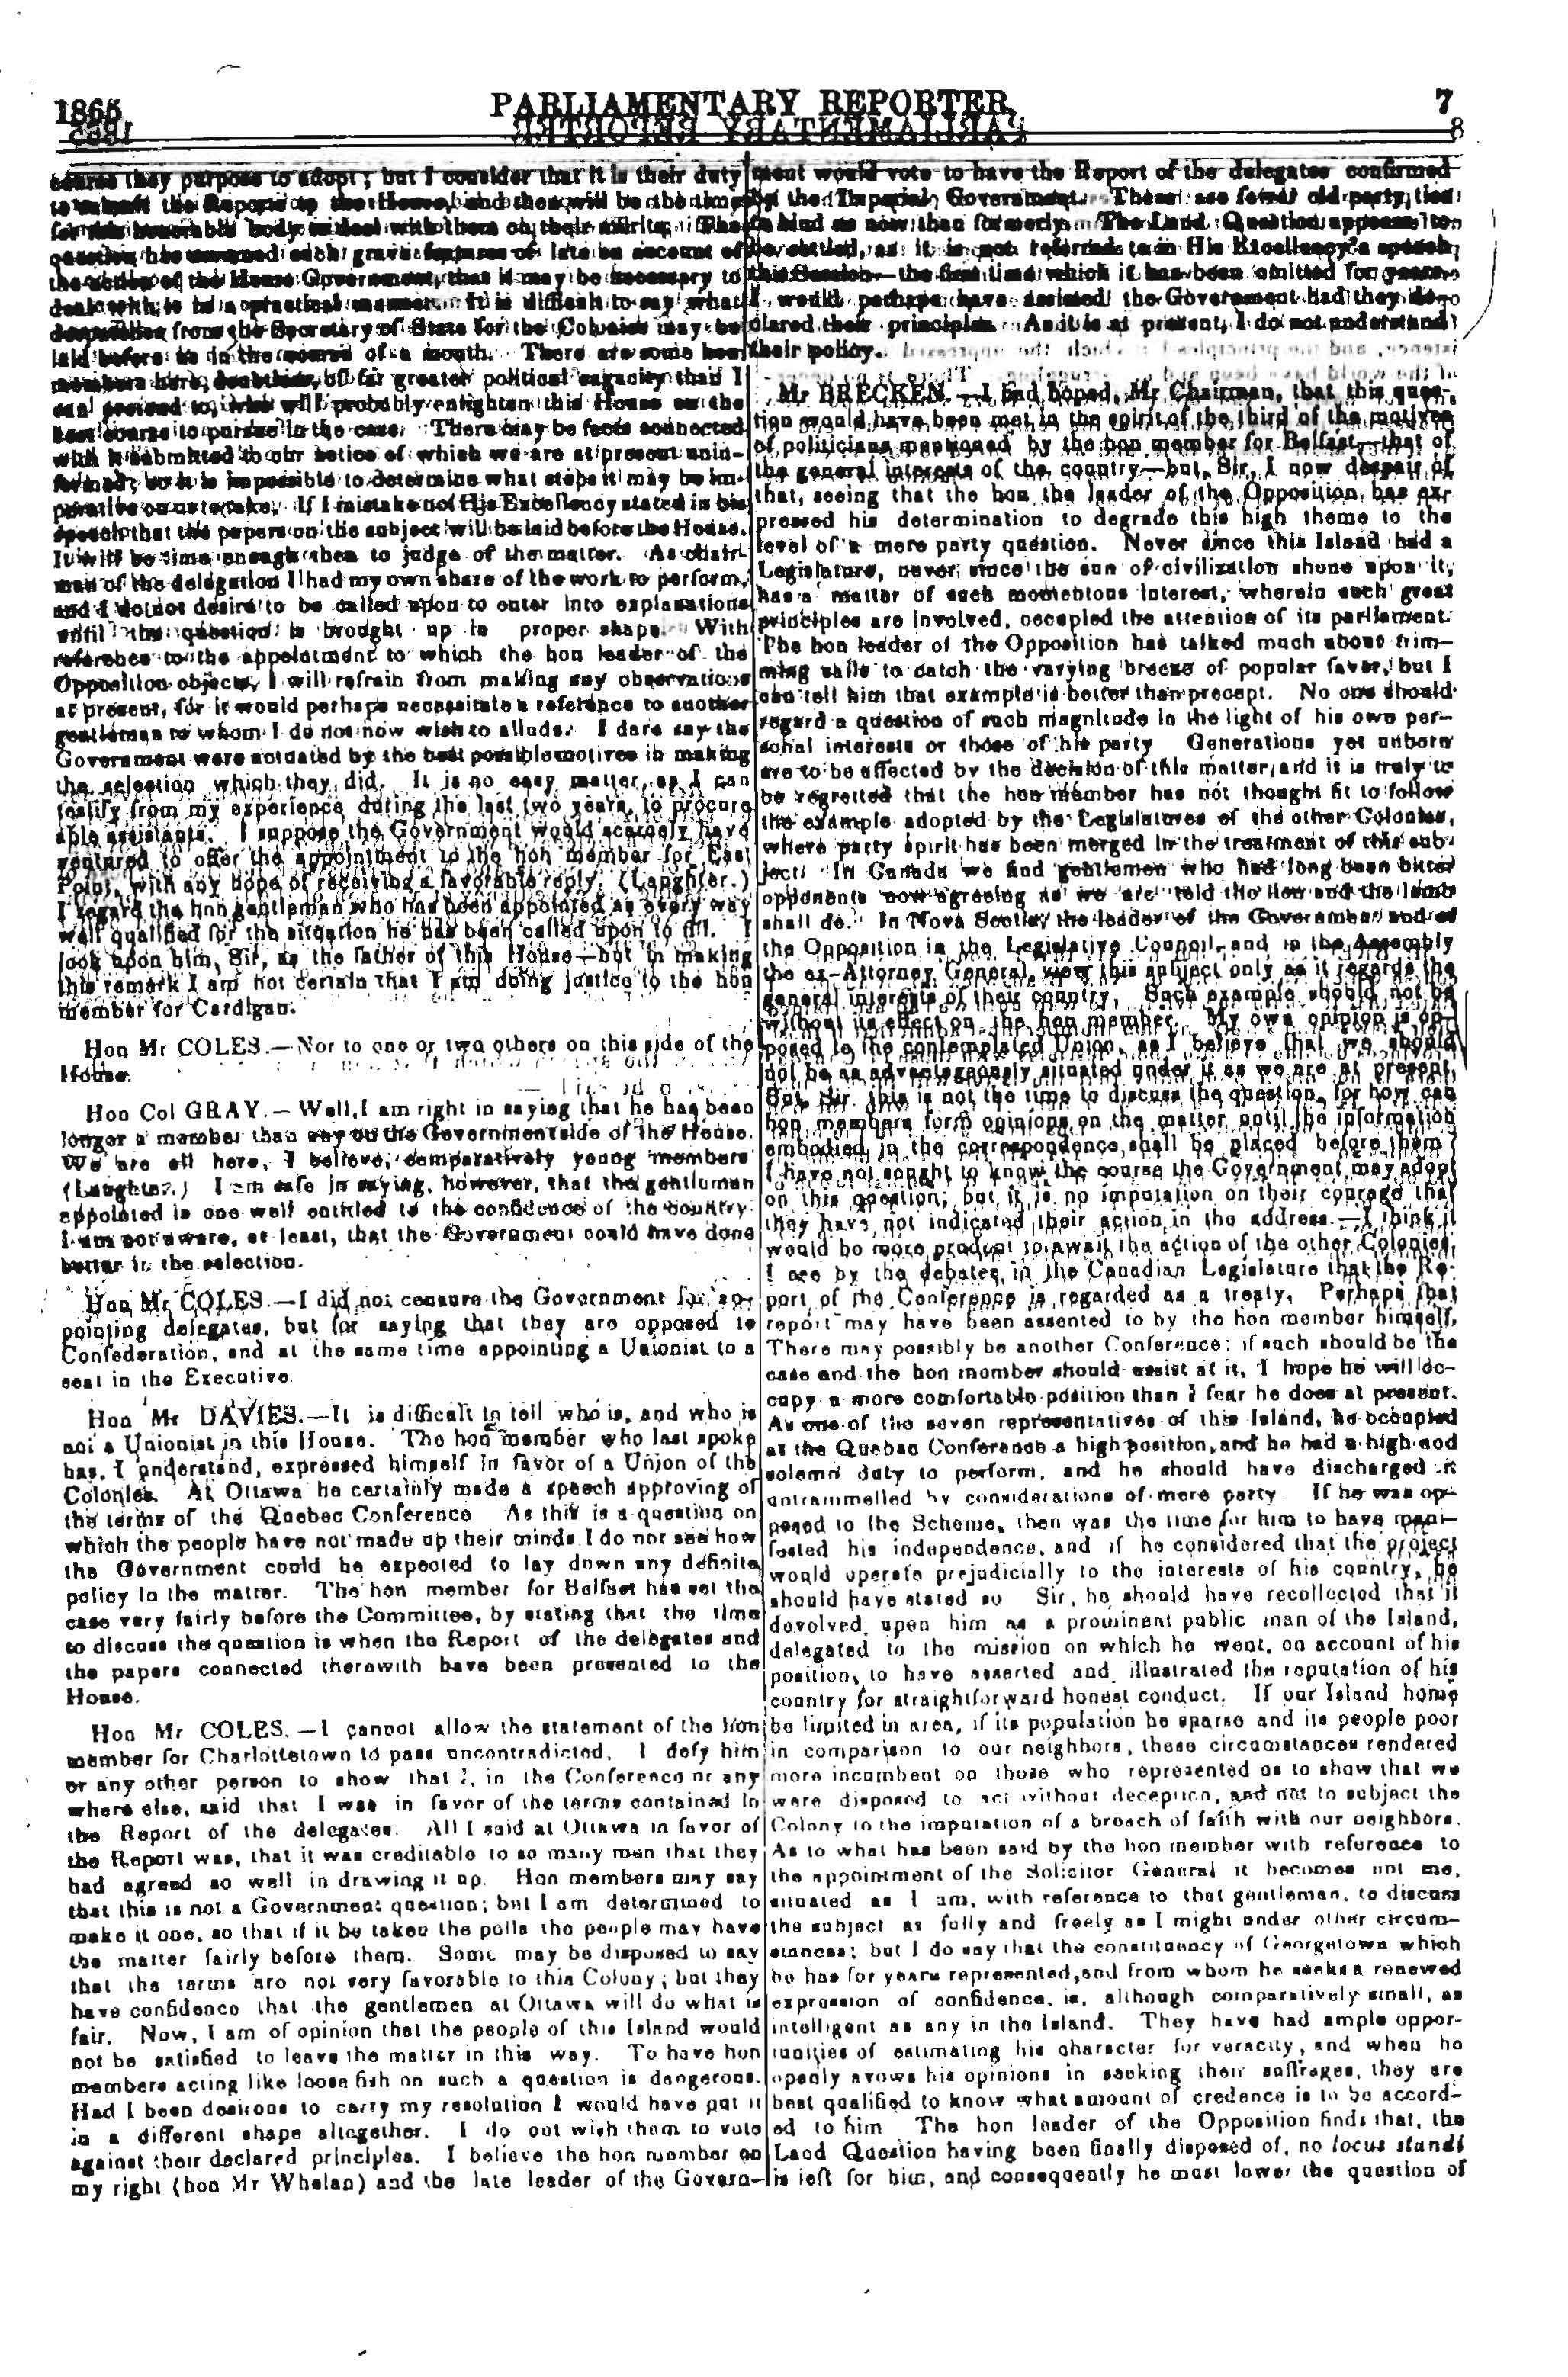 1865
PARLIAMENTARY REPORTER.
7
course they purpose to adopt; but I consider that it is their duty
to submit the Reports to the House, and then will be the time
for this honorable body to deal with them on their merits. The
question has assumed such grave features of late on account of
the action of the Home Government, that it may be necessary to
deal with it in a practical manner. It is difficult to say what
despatches from the Secretary of State for the Colonies may be
laid before us in the course of a month. There are some hon
members here, doubtless, of far greater political sagacity than I
can pretend to, who will probably enlighten this House on the
best course to pursue in the case. There may be facts connected
with it submitted to our notice of which we are at present unin-
formed; so it is impossible to determine what steps it may be im-
perative on us to take. If I mistake not His Excellency stated in his
speech that the papers on the subject will be laid before the House.
It will be time enough then to judge of the matter. As chair-
man of the delegation I had my own share of the work to perform,
and I do not desire to be called upon to enter into explanations
until the question is brought up in proper shape. With
reference to the appointment to which the hon leader of the
Opposition objects, I will refrain from making any observations
at present, for it would perhaps necessitate a reference to another
gentleman to whom I do not now wish to allude. I dare say the
Government were actuated by the best possible motives in making
the selection which they did. It is no easy matter, as I can
testify from my experience during the last two years, to procure
able assistants. I suppose the Government would scarcely have
ventured to offer the appointment to the hon member for East
Point, with any hope of receiving a favorable reply. (Laughter.)
I regard the hon gentleman who has been appointed as every way
well qualified for the situation he has been called upon to fill. I
look upon him, Sir, as the father of this House—but in making
this remark I am not certain that I am doing justice to the hon
member for Cardigan.
Hon Mr COLES.—Nor to one or two others on this side of the
House.
Hon Col GRAY.—Well, I am right in saying that he has been
longer a member than any on the Government side of the House.
We are all here, I believe, comparatively young members
(Laughter.) I am safe in saying, however, that the gentleman
appointed is one well entitled to the confidence of the country.
I am not aware, at least, that the Government could have done
better in the selection.
Hon Mr COLES.—I did not censure the Government for ap-
pointing delegates, but for saying that they are opposed to
Confederation, and at the same time appointing a Unionist to a
seat in the Executive.
Hon Mr DAVIES.—It is difficult to tell who is, and who is
not a Unionist in this House. The hon member who last spoke
has, I understand, expressed himself in favor of a Union of the
Colonies. At Ottawa he certainly made a speech approving of
the terms of the Quebec Conference As this is a question on
which the people have not made up their minds I do not see how
the Government could be expected to lay down any definite
policy in the matter. The hon member for Belfast has set the
case very fairly before the Committee, by stating that the time
to discuss the question is when the Report of the delegates and
the papers connected therewith have been presented to the
House.
Hon Mr COLES.—I cannot allow the statement of the hon
member for Charlottetown to pass uncontradicted. I defy him
or any other person to show that I, in the Conference or any
where else, said that I was in favor of the terms contained in
the Report of the delegates. All I said at Ottawa in favor of
the Report was, that it was creditable to so many men that they
had agreed so well in drawing it up. Hon members may say
that this is not a Government question; but I am determined to
make it one, so that if it be taken the polls the people may have
the matter fairly before them. Some may be disposed to say
that the terms are not very favorable to this Colony; but they
have confidence that the gentlemen at Ottawa will do what is
fair. Now, I am of opinion that the people of this Island would
not be satisfied to leave the matter in this way. To have hon
members acting like loose fish on such a question is dangerous.
Had I been desirous to carry my resolution I would have put it
in a different shape altogether. I do not wish them to vote
against their declared principles. I believe the hon member on
my right (hon Mr Whelan) and the late leader of the Govern-
ment would vote to have the Report of the delegates confirmed
by the Imperial Government. There are fewer old party ties
to bind us now than formerly. The Land Question appears to
be settled, as it is not referred to in His Excellency's speech
this Session—the first time which it has been omitted for years.
I would perhaps have assisted the Government had they de-
clared their principles. As it is at present, I do not understand
their policy.
Mr BRECKEN.—I had hoped, Mr Chairman, that this ques-
tion would have been met in the spirit of the third of the motives
of politicians mentioned by the hon member for Belfast—that of
the general interests of the country—but, Sir, I now despair of
that, seeing that the hon the leader of the Opposition has ex-
pressed his determination to degrade this high theme to the
level of a mere party question. Never since this Island had a
Legislature, never since the sun of civilization shone upon it,
has a matter of such momentous interest, wherein such great
principles are involved, occupied the attention of its parliament.
The hon leader of the Opposition has talked much about trim-
ming sails to catch the varying breeze of popular favor, but I
can tell him that example is better than precept. No one should
regard a question of such magnitude in the light of his own per-
sonal interests or those of his party Generations yet unborn
are to be affected by the decision of this matter, and it is truly to
be regretted that the hon member has not thought fit to follow
the example adopted by the Legislatures of the other Colonies,
where party spirit has been merged in the treatment of this sub-
ject. In Canada we find gentlemen who had long been bitter
opponents now agreeing as we are told the lion and the lamb
shall do. In Nova Scotia, the leader of the Government and of
the Opposition in the Legislative Council, and in the Assembly
the ex-Attorney General, view this subject only as it regards the
general interests of their country. Such example should not be
without its effect on the hon member. My own opinion is op-
posed to the contemplated Union, as I believe that we should
not be as advantageously situated under it as we are at present.
But, Sir, this is not the time to discuss the question, for how can
hon members form opinions on the matter until the information
embodied in the correspondence shall be placed before them?
I have not sought to know the course the Government may adopt
on this question; but it is no imputation on their courage that
they have not indicated their action in the address.—I think it
would be more prudent to await the action of the other Colonies.
I see by the debates in the Canadian Legislature that the Re-
port of the Conference is regarded as a treaty. Perhaps that
report may have been assented to by the hon member himself.
There may possibly be another Conference; if such should be the
case and the hon member should assist at it, I hope he will oc-
cupy a more comfortable position than I fear he does at present.
As one of the seven representatives of this Island, he occupied
at the Quebec Conference a high position, and he had a high and
solemn duty to perform, and he should have discharged it
untrammelled by considerations of mere party. If he was op-
posed to the Scheme, then was the time for him to have mani-
fested his independence, and if he considered that the project
would operate prejudicially to the interests of his country, he
should have stated so Sir, he should have recollected that it
devolved upon him as a prominent public man of the Island,
delegated to the mission on which he went, on account of his
position, to have asserted and illustrated the reputation of his
country for straightforward honest conduct. If our Island home
be limited in area, if its population be sparse and its people poor
in comparison to our neighbors, these circumstances rendered
more incumbent on those who represented us to show that we
were disposed to act without deception, and not to subject the
Colony to the imputation of a breach of faith with our neighbors.
As to what has been said by the hon member with reference to
the appointment of the Solicitor General it becomes not me,
situated as I am, with reference to that gentleman, to discuss
the subject as fully and freely as I might under other circum-
stances; but I do say that the constituency of Georgetown which
he has for years represented, and from whom he seeks a renewed
expression of confidence, is, although comparatively small, as
intelligent as any in the Island. They have had ample oppor-
tunities of estimating his character for veracity, and when he
openly avows his opinions in seeking their suffrages, they are
best qualified to know what amount of credence is to be accord-
ed to him The hon leader of the Opposition finds that, the
Land Question having been finally disposed of, no locus standi
is left for him, and consequently he must lower the question of